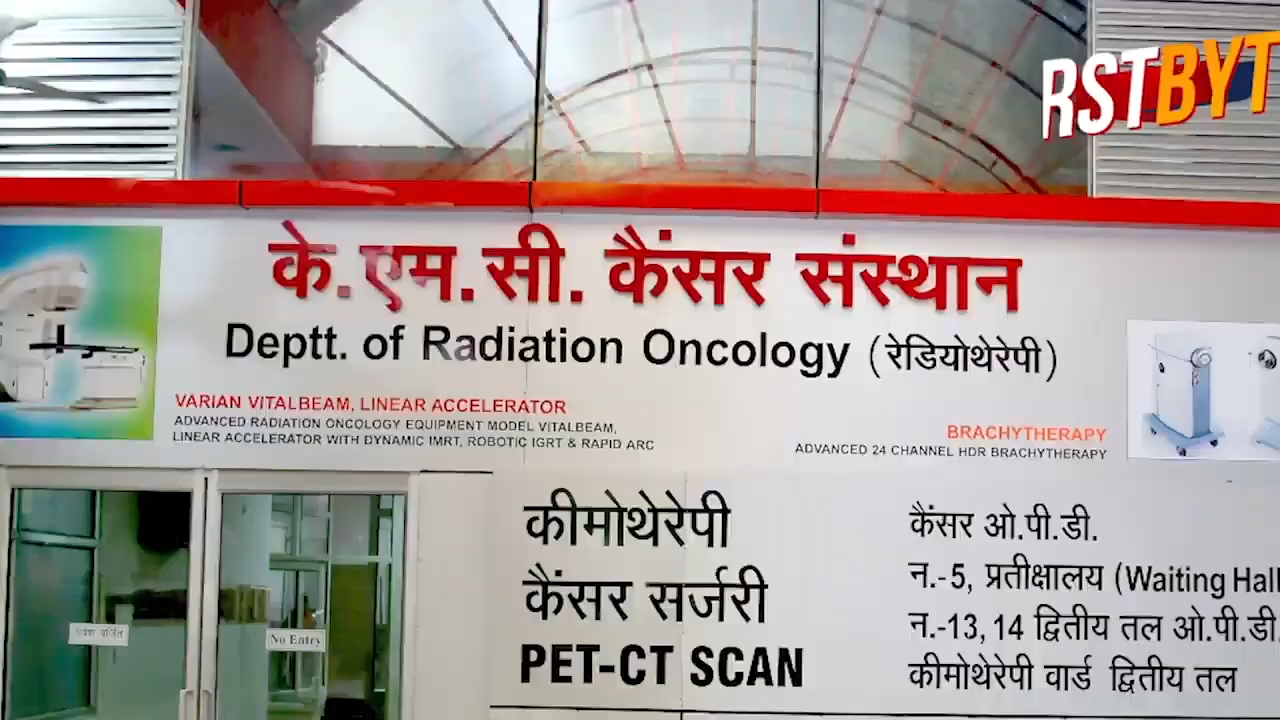 RSTBYT
के.एम.सी. कैंसर संस्थान
Deptt. of Radiation Oncology (रेडियोथेरेपी)
VARIAN VITALBEAM, LINEAR ACCELERATOR
ADVANCED RADIATION ONCOLOGY EQUIPMENT MODEL VITALBEAM,
LINEAR ACCELERATOR WITH DYNAMIC IMRT, ROBOTIC IGRT & RAPID ARC
BRACHYTHERAPY
ADVANCED 24 CHANNEL HDR BRACHYTHERAPY
कीमोथेरेपी
कैंसर सर्जरी
PET-CT SCAN
कैंसर ओ.पी.डी.
न.-5, प्रतीक्षालय (Waiting Hall
न.-13, 14 द्वितीय तल ओ.पी.डी.
कीमोथेरेपी वार्ड द्वितीय तल
प्रवेश वर्जित
No Entry